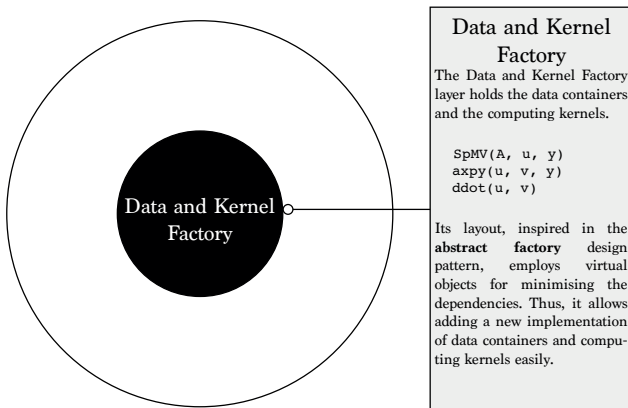 Data and Kernel
Factory
Data and Kernel
Factory
The Data and Kernel Factory
layer holds the data containers
and the computing kernels.
SpMV(A, u, y)
axpy(u, v, y)
ddot(u, v)
Its layout, inspired in the
abstract factory design
pattern, employs virtual
objects for minimising the
dependencies. Thus, it allows
adding a new implementation
of data containers and compu-
ting kernels easily.